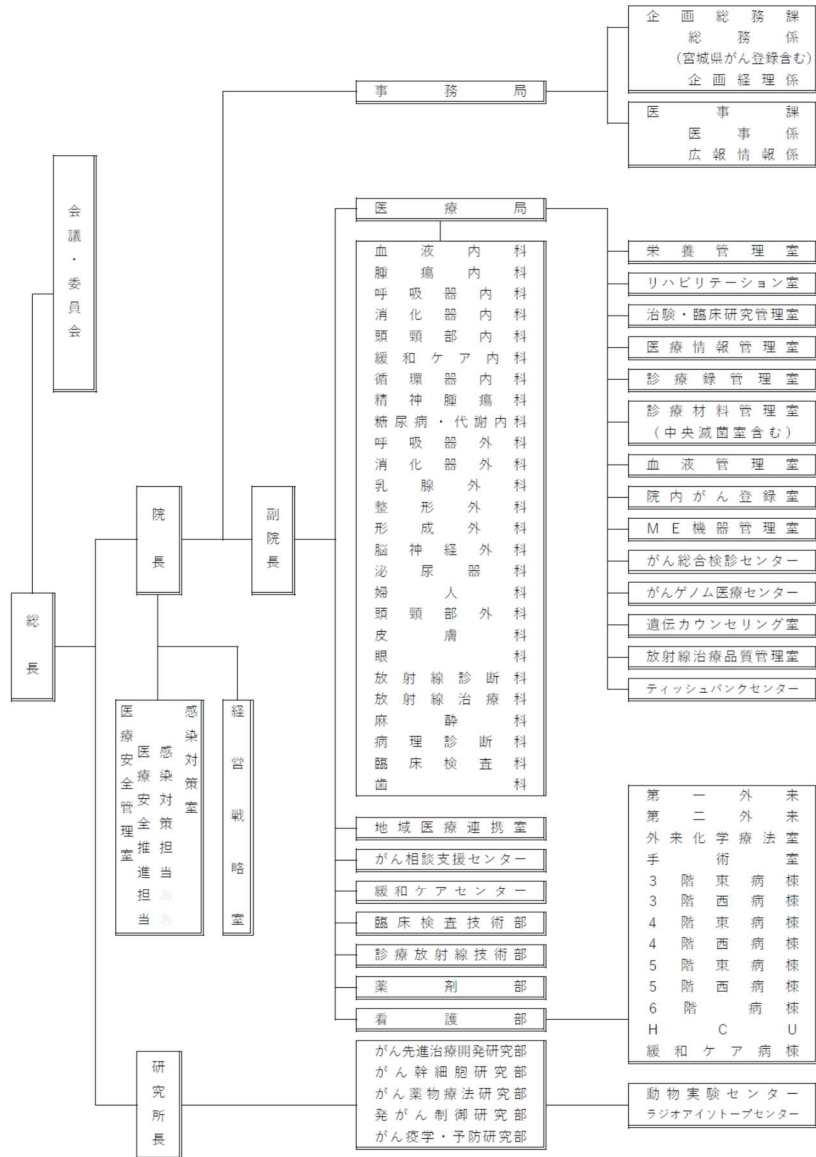 企画総務課
総務係
(宮城県がん登録含む)
企画経理係
事務局
医事課
医事係
広報情報係
会議・委員会
医療局
血液内科
腫瘍内科
呼吸器内科
消化器内科
頭頸部内科
緩和ケア内科
循環器内科
精神腫瘍科
糖尿病・代謝内科
呼吸器外科
消化器外科
乳腺外科
整形外科
形成外科
脳神経外科
泌尿器科
婦人科
頭頸部外科
皮膚科
眼科
放射線診断科
放射線治療科
麻酔科
病理診断科
臨床検査科
歯科
栄養管理室
リハビリテーション室
治験・臨床研究管理室
医療情報管理室
診療録管理室
診療材料管理室
(中央滅菌室含む)
血液管理室
院内がん登録室
ME機器管理室
がん総合検診センター
がんゲノム医療センター
遺伝カウンセリング室
放射線治療品質管理室
ティッシュバンクセンター
院長
副院長
総長
感染対策室
感染対策担当ああ
医療安全推進担当
医療安全管理室
経営戦略室
地域医療連携室
がん相談支援センター
緩和ケアセンター
臨床検査技術部
診療放射線技術部
薬剤部
看護部
第一外来
第二外来
外来化学療法室
手術室
3階東病棟
3階西病棟
4階東病棟
4階西病棟
5階東病棟
5階西病棟
6階病棟
HCU
緩和ケア病棟
研究所長
がん先進治療開発研究部
がん幹細胞研究部
がん薬物療法研究部
発がん制御研究部
がん疫学・予防研究部
動物実験センター
ラジオアイソトープセンター